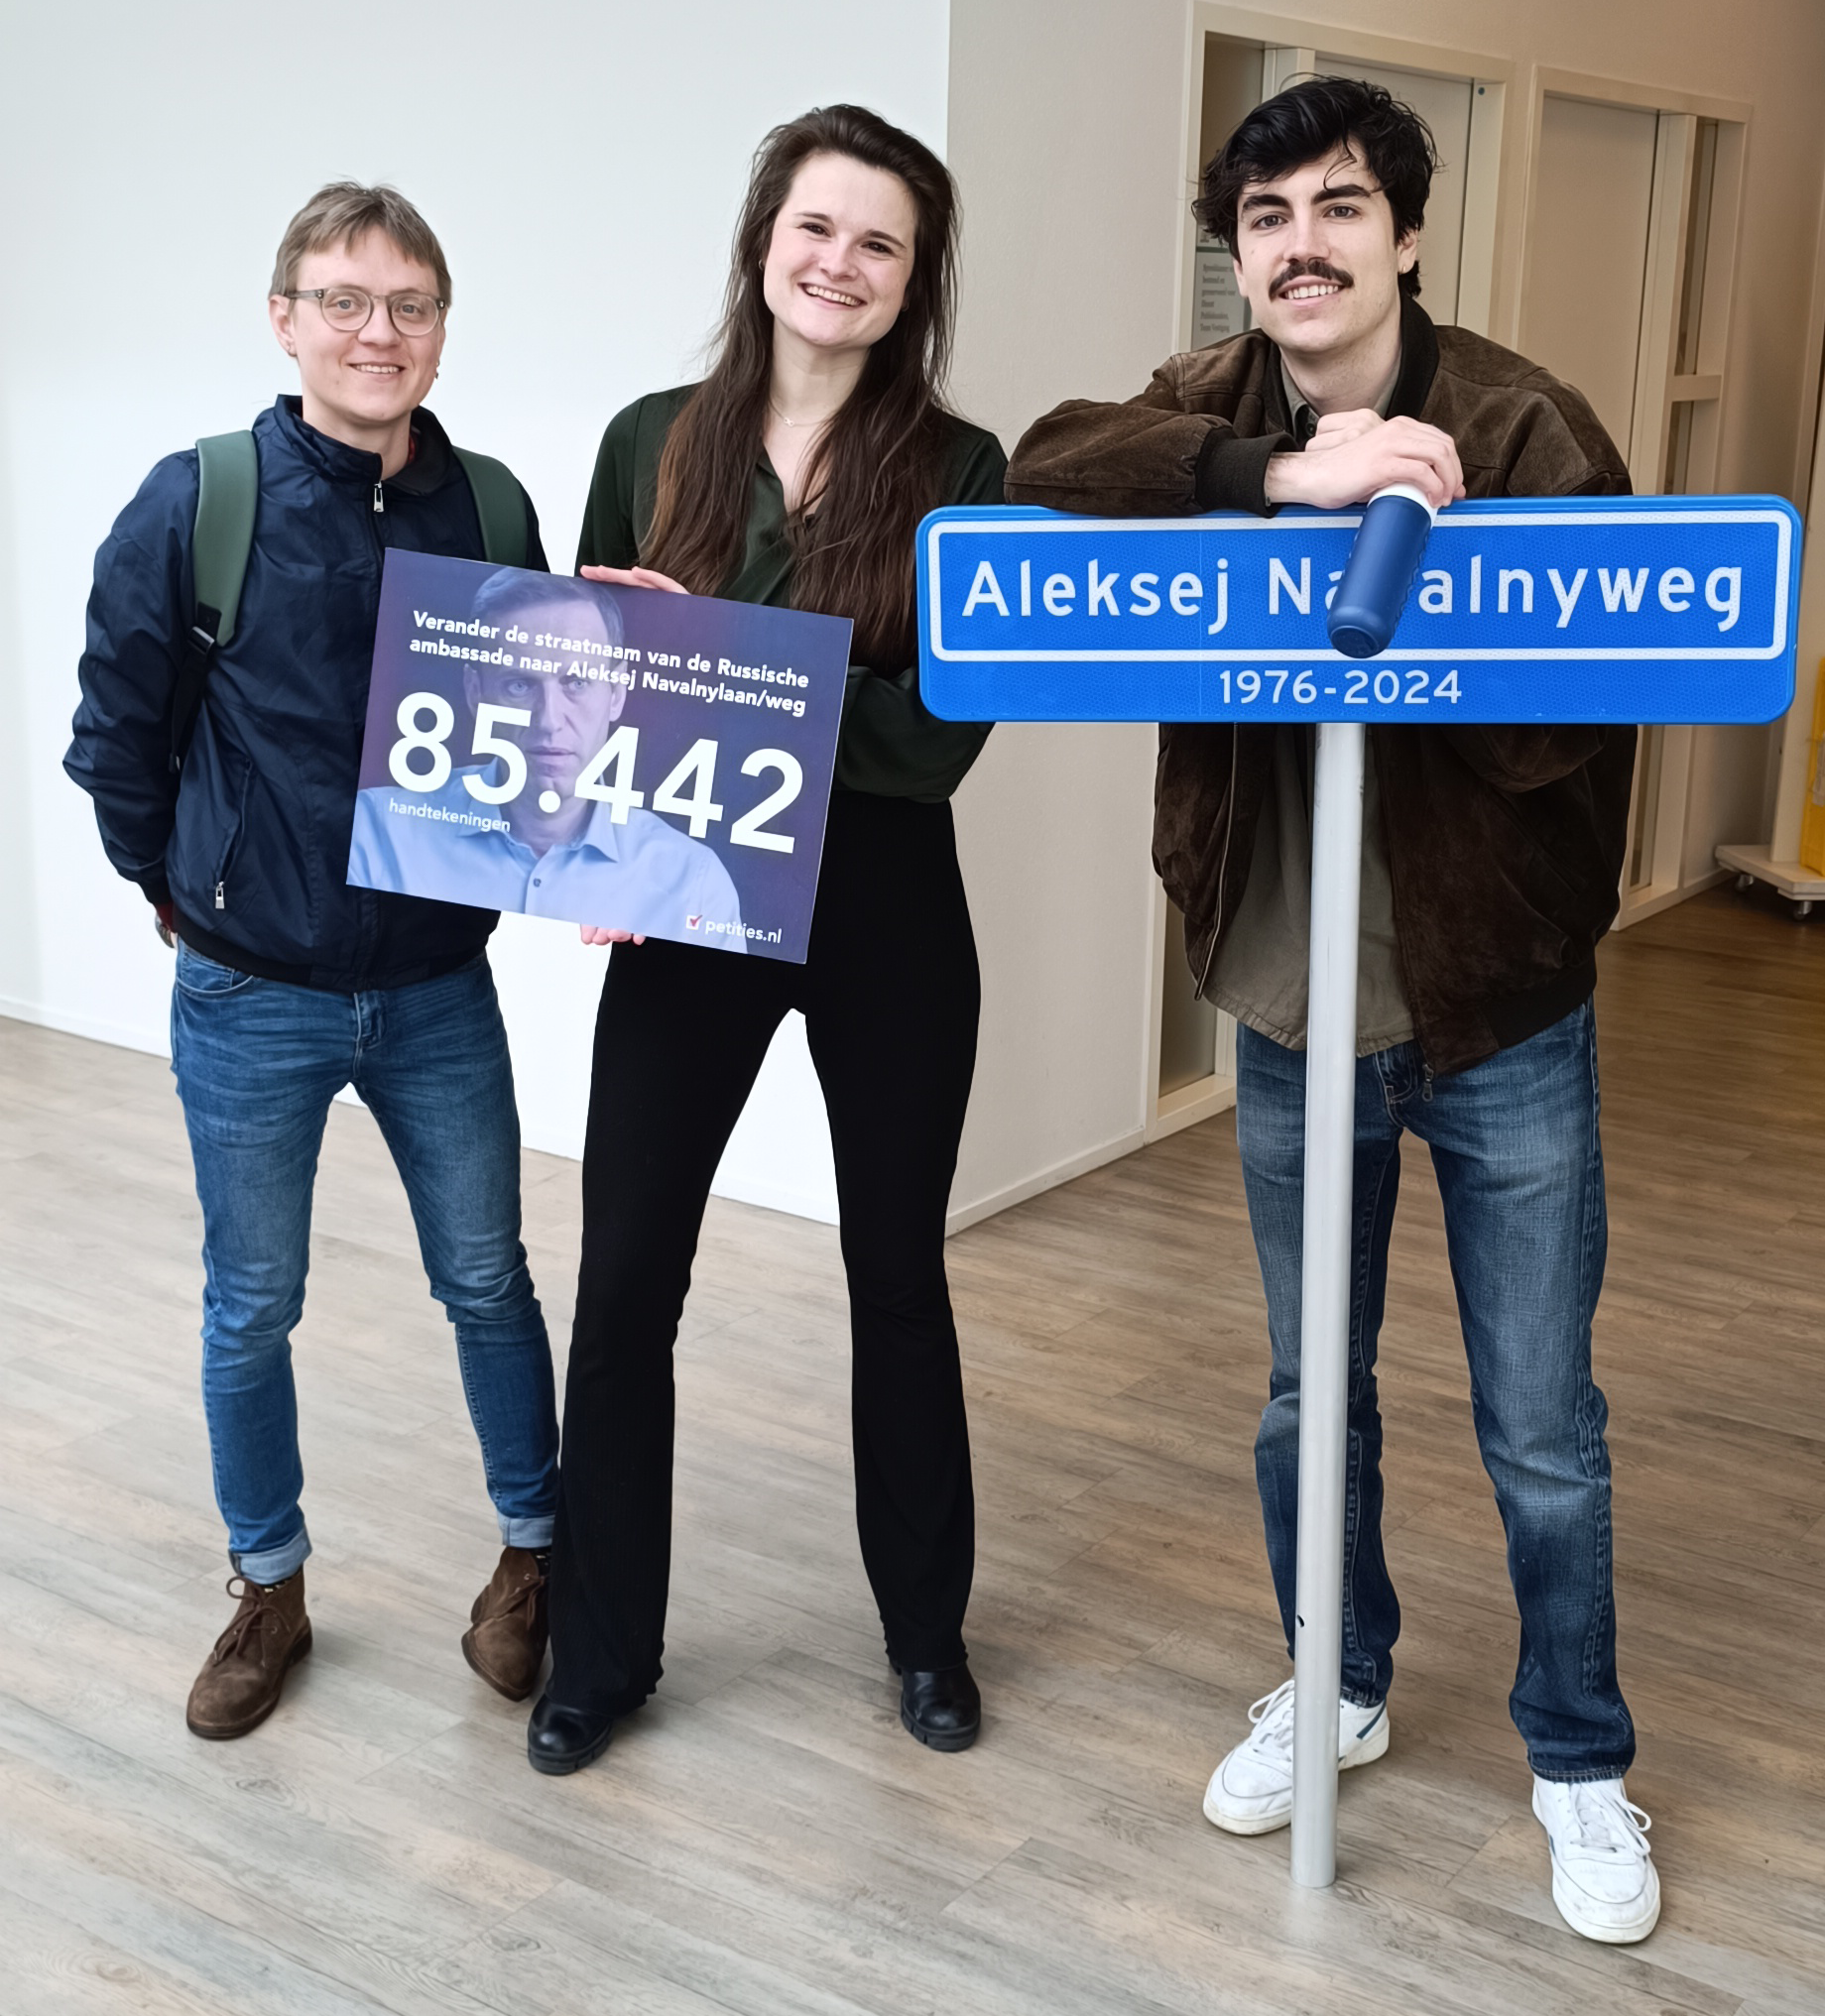 Verander de straatnaam van de Russische
ambassade naar Aleksej Navalnylaan/weg
85.442
handtekeningen
petities.nl
Aleksej Navalnyweg
1976-2024